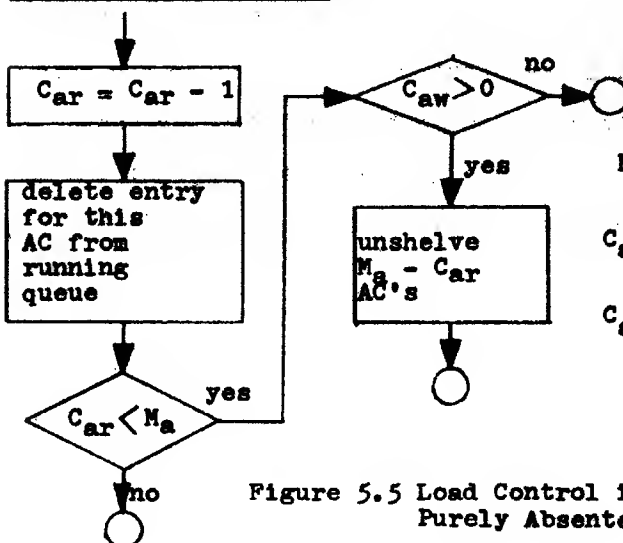 C_ar = C_ar - 1
delete entry
for this
AC from
running
queue
C_ar < M_a
yes
no
C_aw > 0
no
yes
unshelve
M_a - C_ar
AC's
Figure 5.5 Load Control
Purely